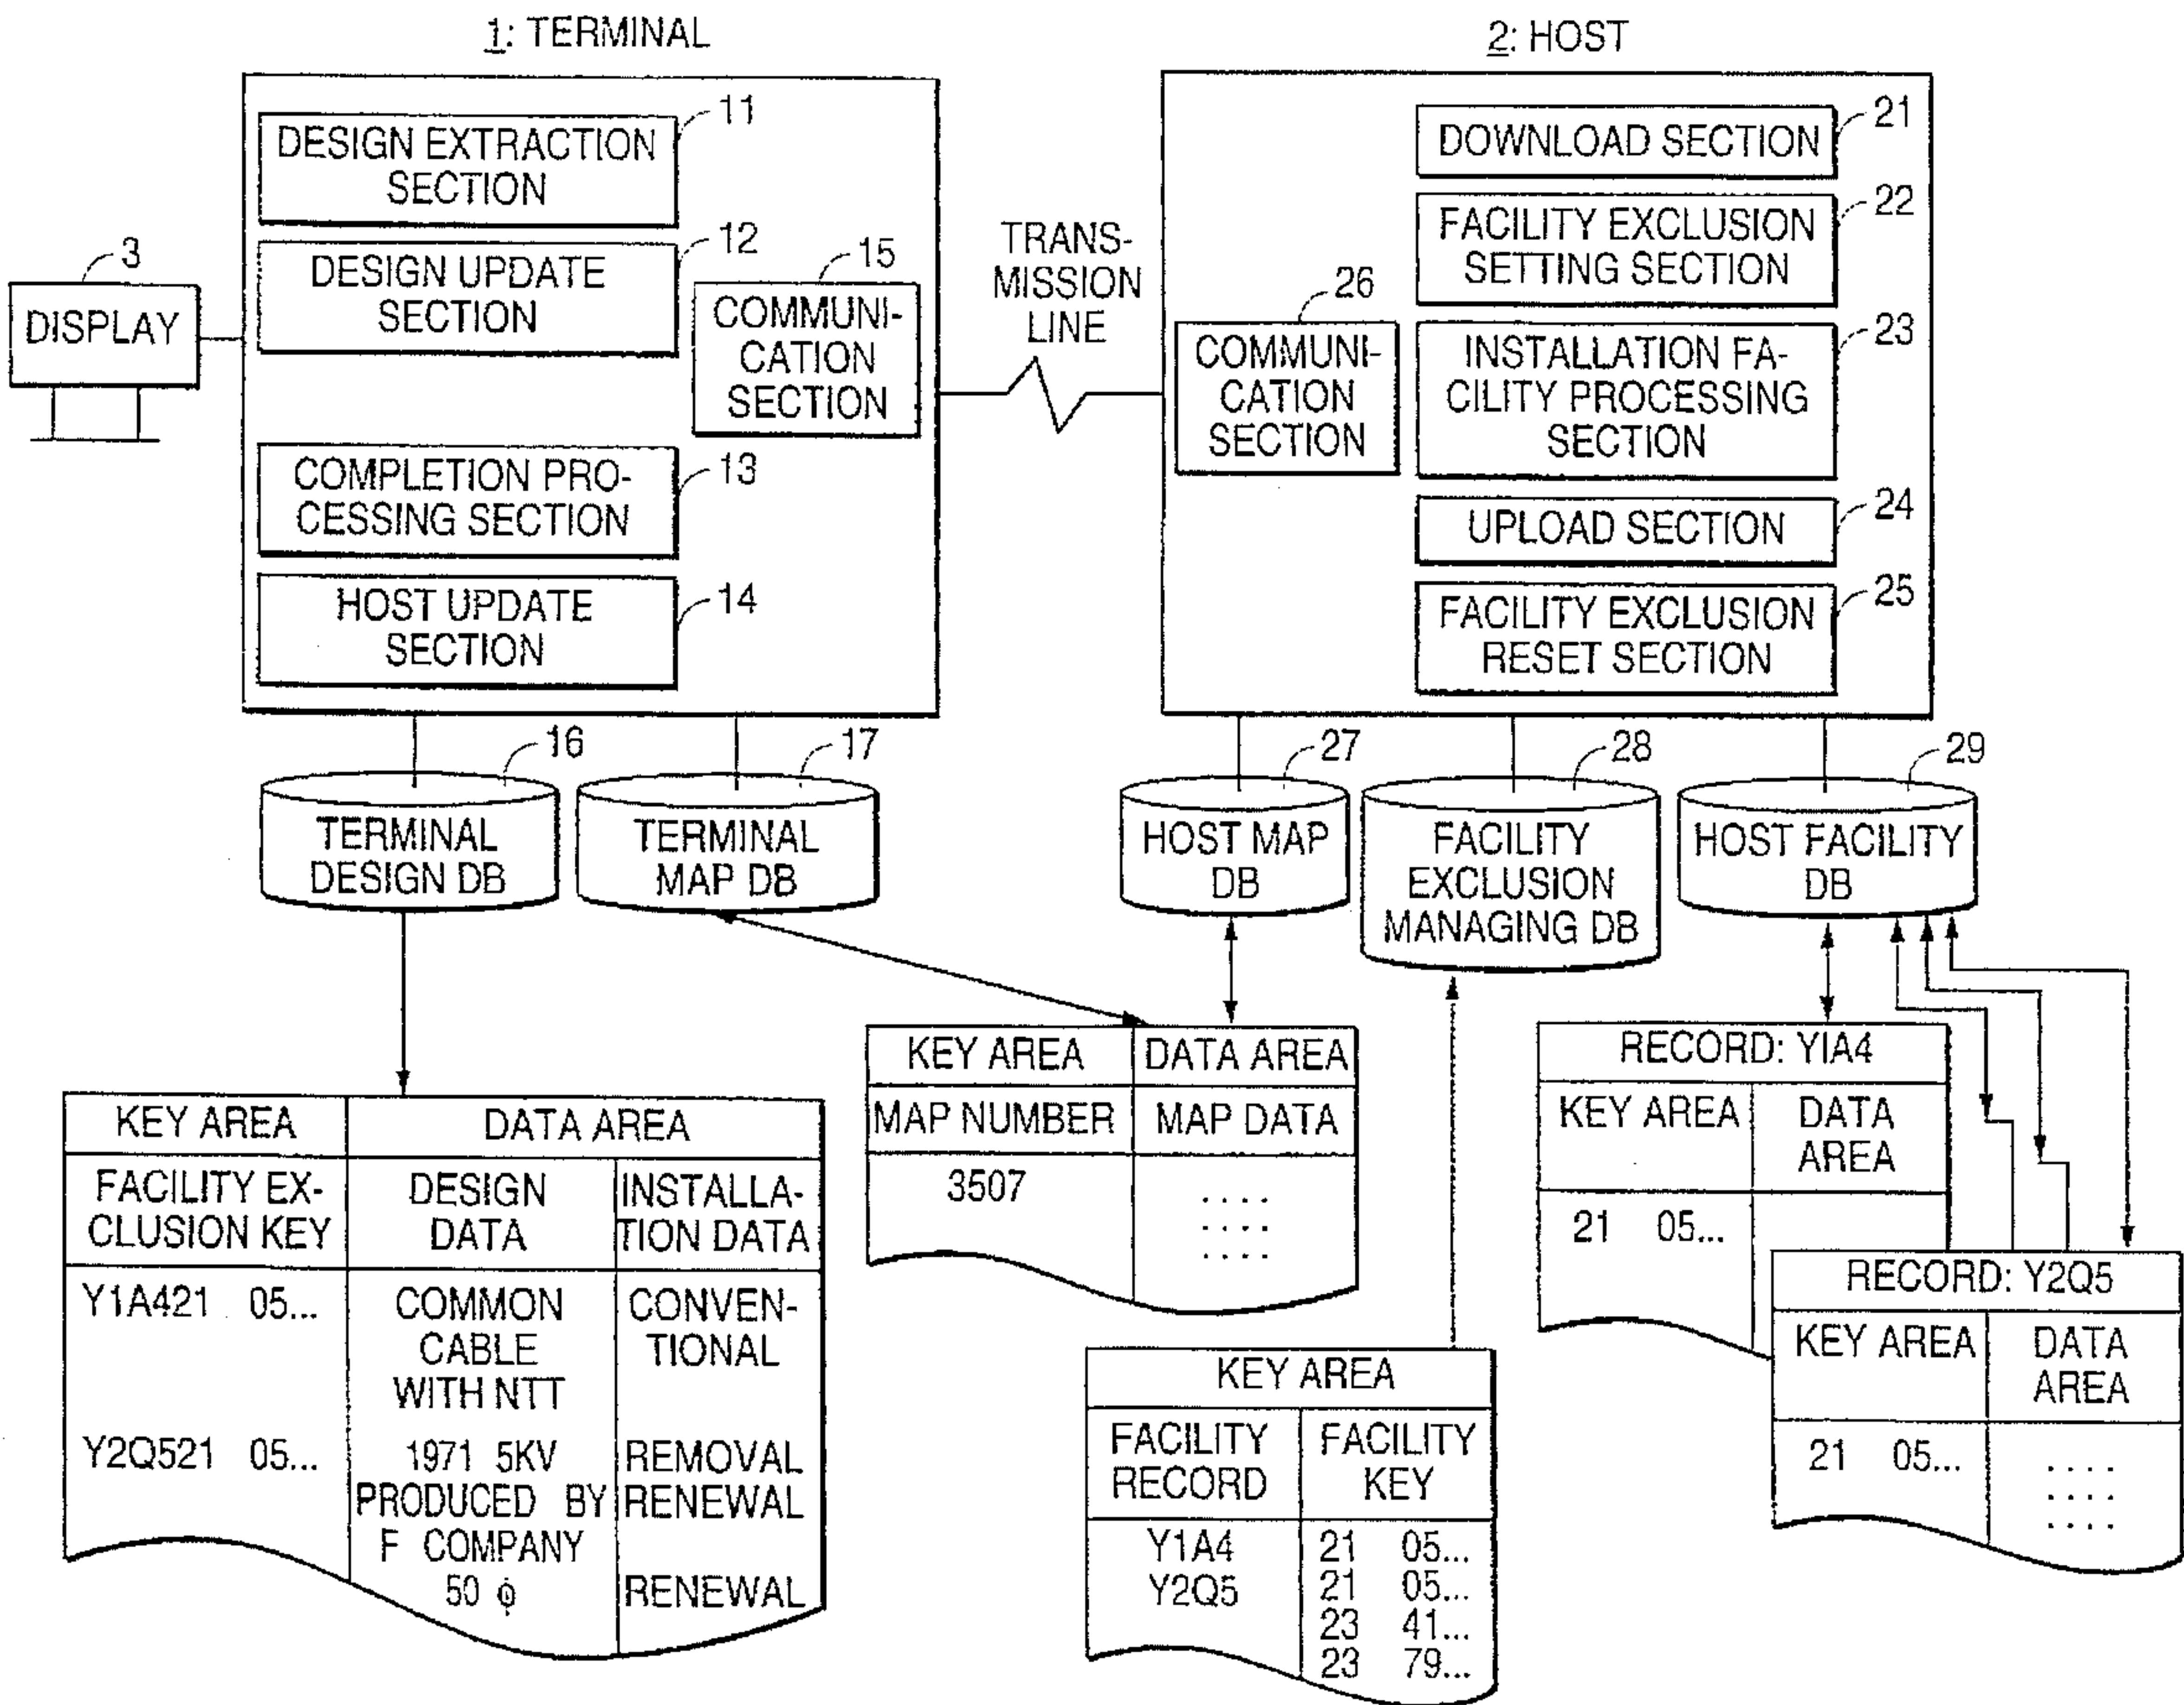 1: TERMINAL
2: HOST
11
DESIGN EXTRACTION
SECTION
12
DESIGN UPDATE
SECTION
15
COMMUNI-
CATION
SECTION
3
DISPLAY
COMPLETION PRO-
CESSING SECTION
13
HOST UPDATE
SECTION
14
TRANS-
MISSION
LINE
21
DOWNLOAD SECTION
22
FACILITY EXCLUSION
SETTING SECTION
26
COMMUNI-
CATION
SECTION
23
INSTALLATION FA-
CILITY PROCESSING
SECTION
24
UPLOAD SECTION
25
FACILITY EXCLUSION
RESET SECTION
16
TERMINAL
DESIGN DB
17
TERMINAL
MAP DB
27
HOST MAP
DB
28
FACILITY
EXCLUSION
MANAGING DB
29
HOST FACILITY
DB
KEY AREA DATA AREA
FACILITY EX-
CLUSION KEY
DESIGN
DATA
INSTALLA-
TION DATA
Y1A421 05...
COMMON
CABLE
WITH NTT
CONVEN-
TIONAL
Y2Q521 05...
1971 5KV
PRODUCED BY
F COMPANY
50 ϕ
REMOVAL
RENEWAL
RENEWAL
KEY AREA DATA AREA
MAP NUMBER MAP DATA
3507 ....
....
....
KEY AREA
FACILITY
RECORD
FACILITY
KEY
Y1A4 21 05...
Y2Q5 21 05...
23 41...
23 79...
RECORD: YIA4
KEY AREA
DATA
AREA
21 05...
RECORD: Y2Q5
KEY AREA
DATA
AREA
21 05... ....
....
....